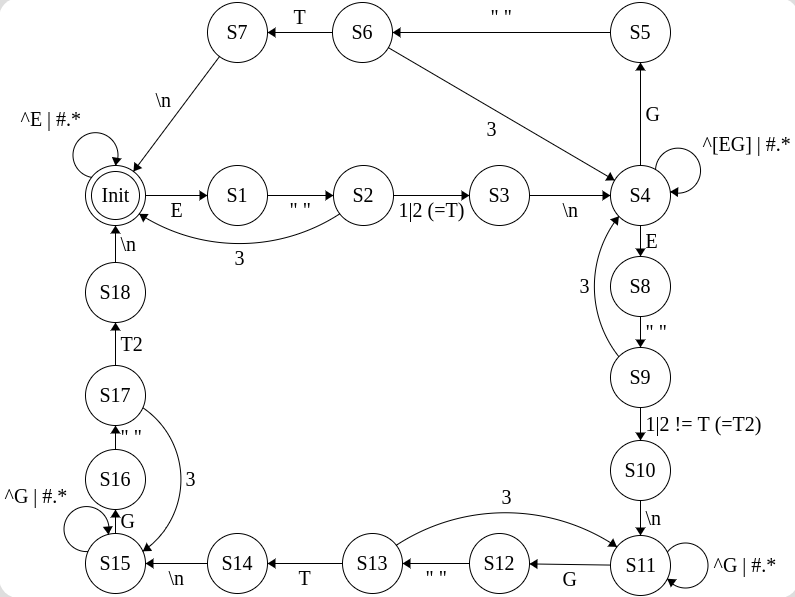 S7
T
S6
" "
S5
\n
3
G
^E | #.*
^[EG] | #.*
Init
E
S1
" "
S2
1|2 (=T)
S3
\n
S4
3
\n
E
S18
3
S8
T2
" "
S9
S17
1|2 != T (=T2)
" "
S10
S16
3
3
^G | #.*
G
\n
S15
\n
S14
T
S13
" "
S12
G
S11
^G | #.*